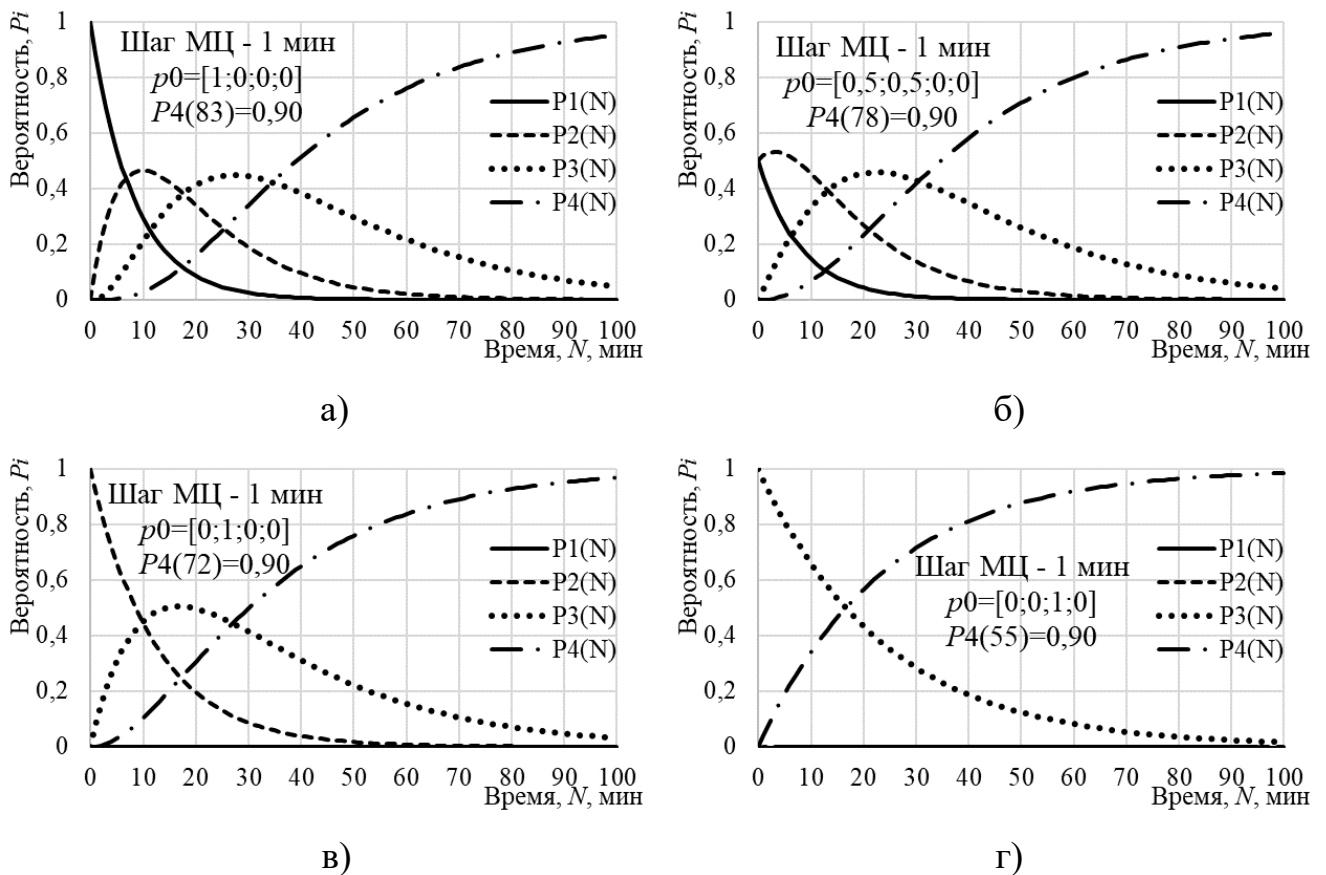 Вероятность, Pi
1
0,8
0,6
0,4
0,2
0
Шаг МЦ - 1 мин
p0=[1;0;0;0]
P4(83)=0,90
P1(N)
P2(N)
P3(N)
P4(N)
0 10 20 30 40 50 60 70 80 90 100
Время, N, мин
а)
Вероятность, Pi
1
0,8
0,6
0,4
0,2
0
Шаг МЦ - 1 мин
p0=[0,5;0,5;0;0]
P4(78)=0,90
P1(N)
P2(N)
P3(N)
P4(N)
0 10 20 30 40 50 60 70 80 90 100
Время, N, мин
б)
Вероятность, Pi
1
0,8
0,6
0,4
0,2
0
Шаг МЦ - 1 мин
p0=[0;1;0;0]
P4(72)=0,90
P1(N)
P2(N)
P3(N)
P4(N)
0 10 20 30 40 50 60 70 80 90 100
Время, N, мин
в)
Вероятность, Pi
1
0,8
0,6
0,4
0,2
0
Шаг МЦ - 1 мин
p0=[0;0;1;0]
P4(55)=0,90
P1(N)
P2(N)
P3(N)
P4(N)
0 10 20 30 40 50 60 70 80 90 100
Время, N, мин
г)